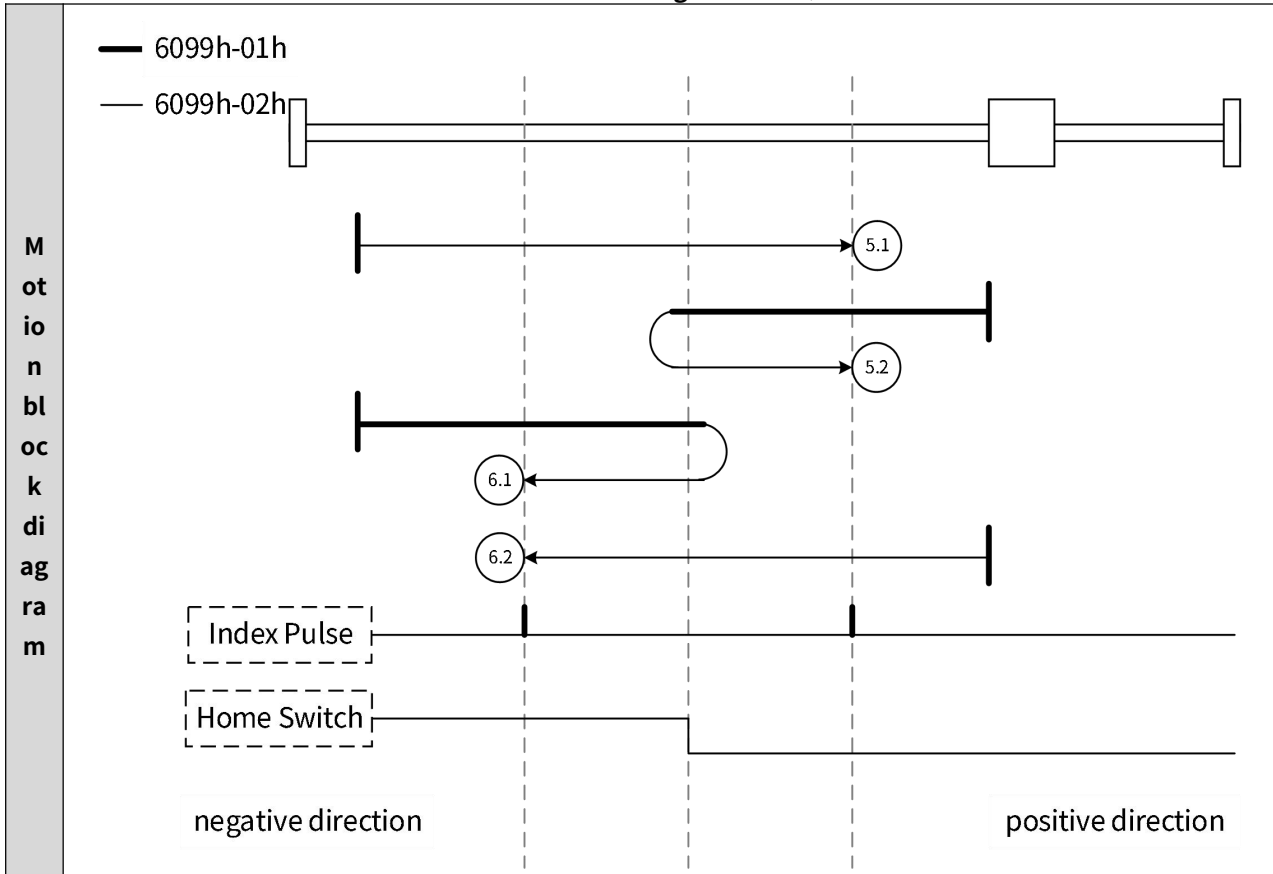 6099h-01h
6099h-02h
M
ot
io
n
bl
oc
k
di
ag
ra
m
5.1
5.2
6.1
6.2
Index Pulse
Home Switch
negative direction
positive direction